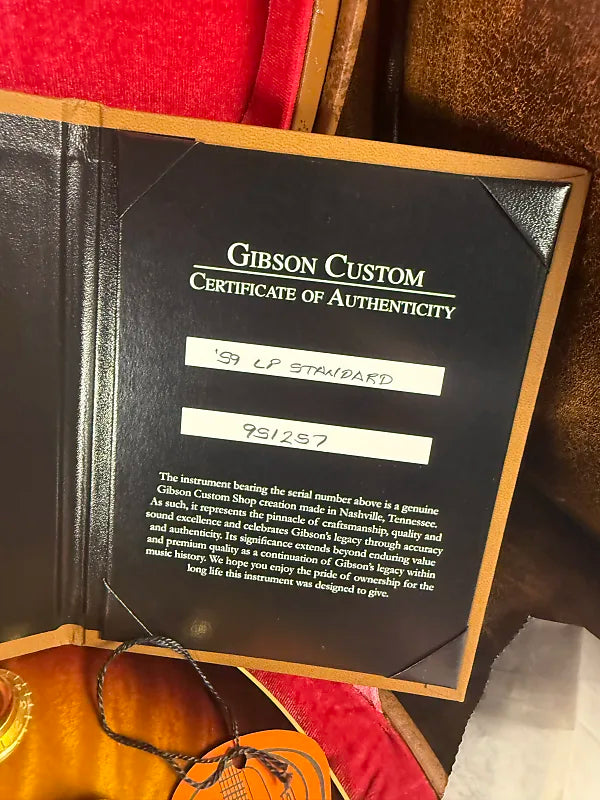 GIBSON CUSTOM
CERTIFICATE OF AUTHENTICITY
'59 LP STANDARD
951257
The instrument bearing the serial number above is a genuine
Gibson Custom Shop creation made in Nashville, Tennessee.
As such, it represents the pinnacle of craftsmanship, quality and
sound excellence and celebrates Gibson's legacy through accuracy
and authenticity. Its significance extends beyond enduring value
and premium quality as a continuation of Gibson's legacy within
music history. We hope you enjoy the pride of ownership for the
long life this instrument was designed to give.